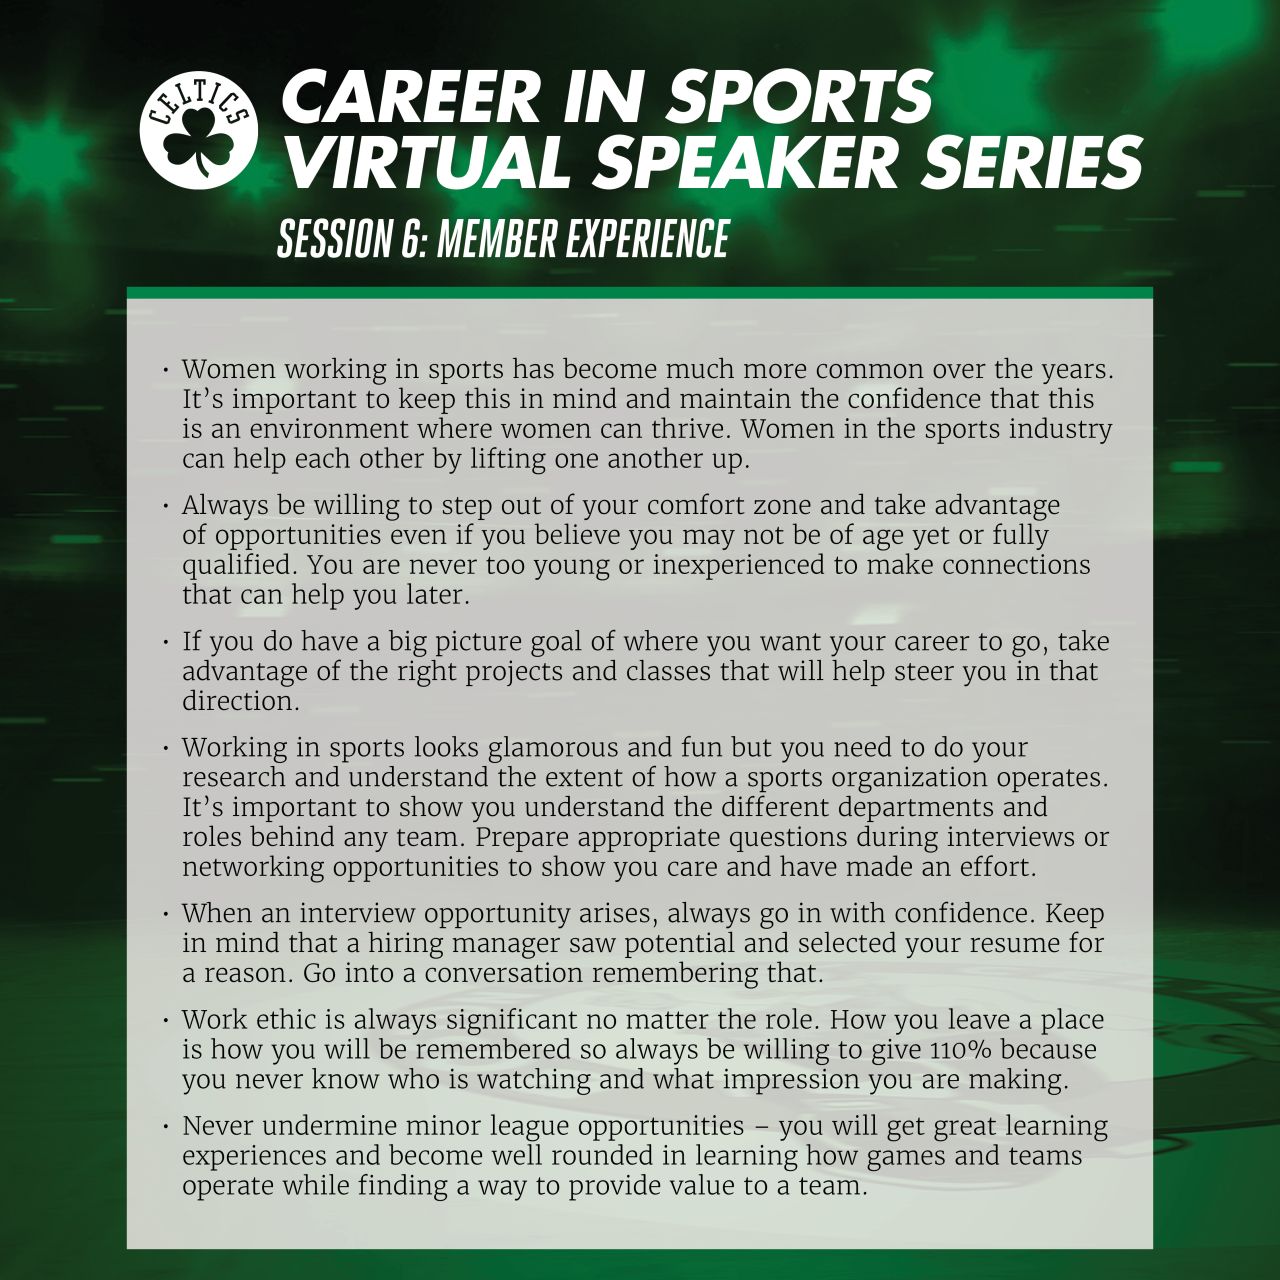 CELTICS
CAREER IN SPORTS
VIRTUAL SPEAKER SERIES
SESSION 6: MEMBER EXPERIENCE
• Women working in sports has become much more common over the years.
It’s important to keep this in mind and maintain the confidence that this
is an environment where women can thrive. Women in the sports industry
can help each other by lifting one another up.
• Always be willing to step out of your comfort zone and take advantage
of opportunities even if you believe you may not be of age yet or fully
qualified. You are never too young or inexperienced to make connections
that can help you later.
• If you do have a big picture goal of where you want your career to go, take
advantage of the right projects and classes that will help steer you in that
direction.
• Working in sports looks glamorous and fun but you need to do your
research and understand the extent of how a sports organization operates.
It’s important to show you understand the different departments and
roles behind any team. Prepare appropriate questions during interviews or
networking opportunities to show you care and have made an effort.
• When an interview opportunity arises, always go in with confidence. Keep
in mind that a hiring manager saw potential and selected your resume for
a reason. Go into a conversation remembering that.
• Work ethic is always significant no matter the role. How you leave a place
is how you will be remembered so always be willing to give 110% because
you never know who is watching and what impression you are making.
• Never undermine minor league opportunities – you will get great learning
experiences and become well rounded in learning how games and teams
operate while finding a way to provide value to a team.